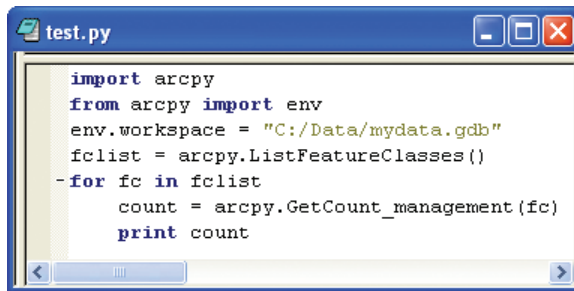 test.py
import arcpy
from arcpy import env
env.workspace = "C:/Data/mydata.gdb"
fclist = arcpy.ListFeatureClasses()
for fc in fclist
count = arcpy.GetCount_management(fc)
print count